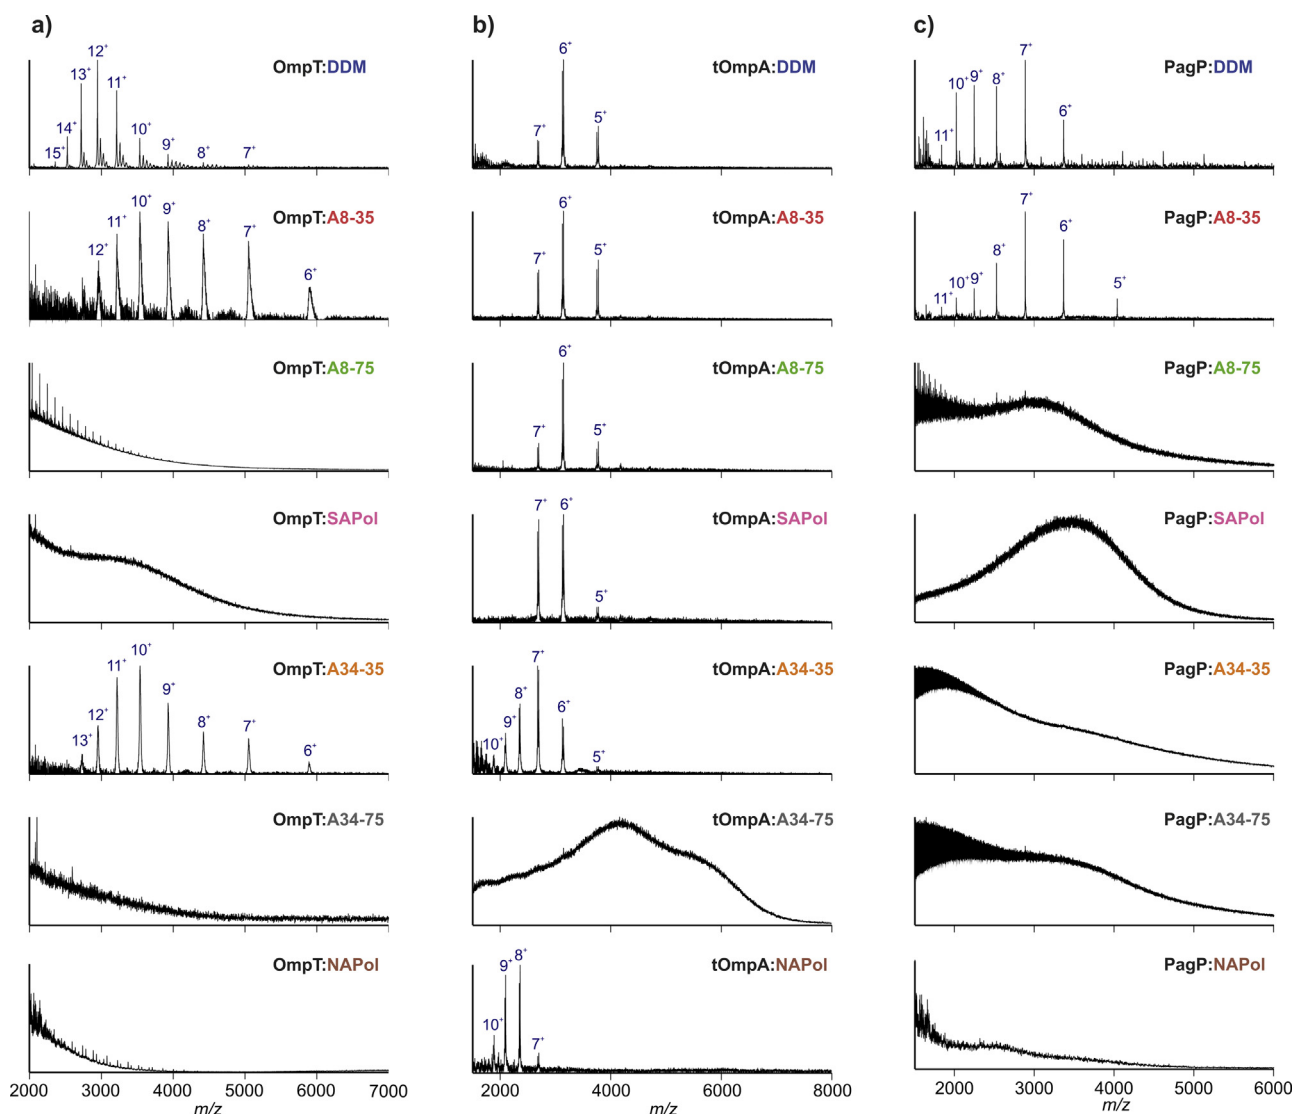 a)
b)
c)
OmpT:DDM
15⁺ 14⁺ 13⁺ 12⁺ 11⁺ 10⁺ 9⁺ 8⁺ 7⁺
tOmpA:DDM
7⁺ 6⁺ 5⁺
PagP:DDM
11⁺ 10⁺ 9⁺ 8⁺ 7⁺ 6⁺
OmpT:A8-35
12⁺ 11⁺ 10⁺ 9⁺ 8⁺ 7⁺ 6⁺
tOmpA:A8-35
7⁺ 6⁺ 5⁺
PagP:A8-35
11⁺ 10⁺ 9⁺ 8⁺ 7⁺ 6⁺ 5⁺
OmpT:A8-75
tOmpA:A8-75
7⁺ 6⁺ 5⁺
PagP:A8-75
OmpT:SAPol
tOmpA:SAPol
7⁺ 6⁺ 5⁺
PagP:SAPol
OmpT:A34-35
13⁺ 12⁺ 11⁺ 10⁺ 9⁺ 8⁺ 7⁺ 6⁺
tOmpA:A34-35
10⁺ 9⁺ 8⁺ 7⁺ 6⁺ 5⁺
PagP:A34-35
OmpT:A34-75
tOmpA:A34-75
PagP:A34-75
OmpT:NAPol
tOmpA:NAPol
10⁺ 9⁺ 8⁺ 7⁺
PagP:NAPol
2000 3000 4000 5000 6000 7000
m/z
2000 4000 6000 8000
m/z
2000 3000 4000 5000 6000
m/z